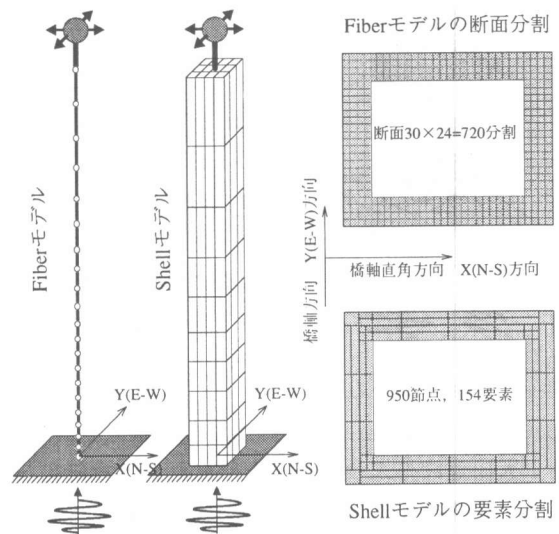 Fiberモデルの断面分割
断面30×24=720分割
Fiberモデル
Shellモデル
Y(E-W)方向
橋軸方向
橋軸直角方向 X(N-S)方向
Y(E-W)
X(N-S)
Y(E-W)
X(N-S)
950節点，154要素
Shellモデルの要素分割